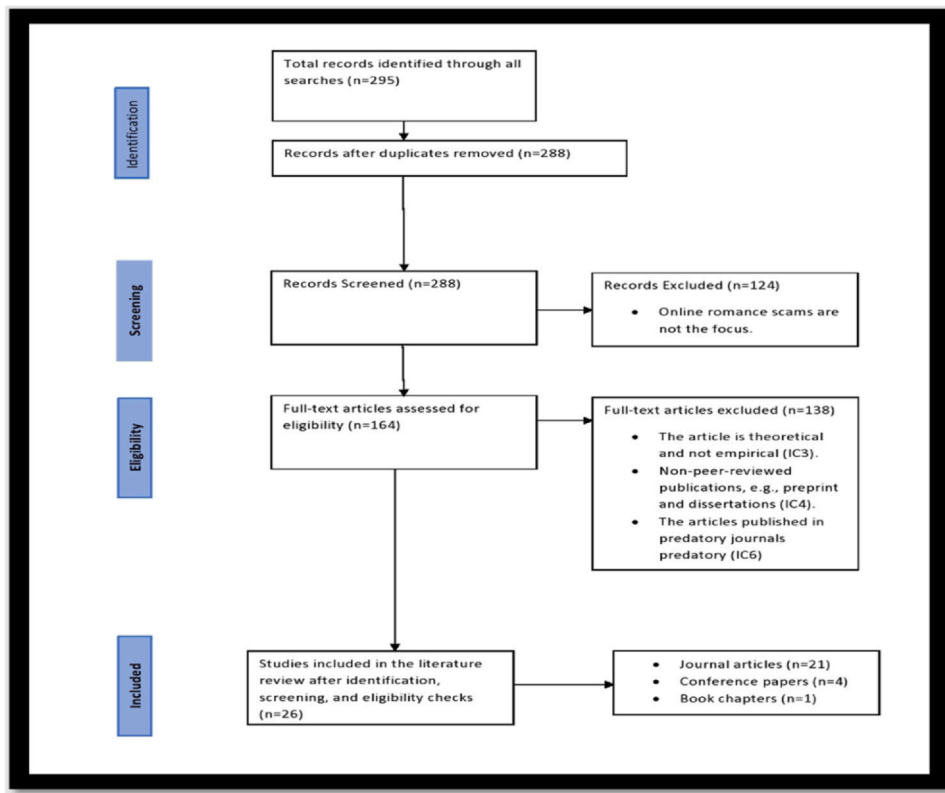 Identification
Total records identified through all
searches (n=295)
Records after duplicates removed (n=288)
Screening
Records Screened (n=288)
Records Excluded (n=124)
• Online romance scams are
not the focus.
Eligibility
Full-text articles assessed for
eligibility (n=164)
Full-text articles excluded (n=138)
• The article is theoretical
and not empirical (IC3).
• Non-peer-reviewed
publications, e.g., preprint
and dissertations (IC4).
• The articles published in
predatory journals
predatory (IC6)
Included
Studies included in the literature
review after identification,
screening, and eligibility checks
(n=26)
• Journal articles (n=21)
• Conference papers (n=4)
• Book chapters (n=1)